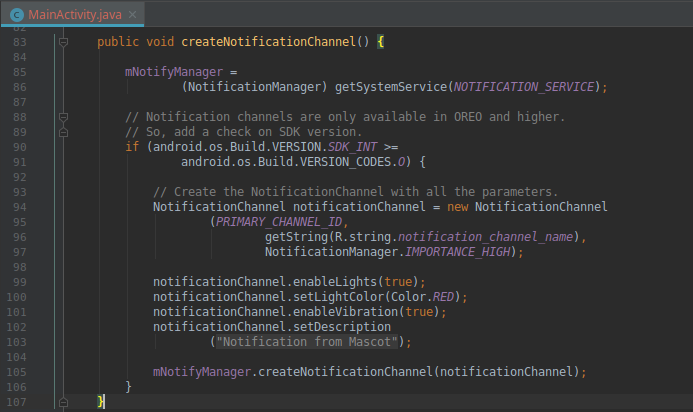 MainActivity.java
82
83 public void createNotificationChannel() {
84
85 mNotifyManager =
86 (NotificationManager) getSystemService(NOTIFICATION_SERVICE);
87
88 // Notification channels are only available in OREO and higher.
89 // So, add a check on SDK version.
90 if (android.os.Build.VERSION.SDK_INT >=
91 android.os.Build.VERSION_CODES.O) {
92
93 // Create the NotificationChannel with all the parameters.
94 NotificationChannel notificationChannel = new NotificationChannel
95 (PRIMARY_CHANNEL_ID,
96 getString(R.string.notification_channel_name),
97 NotificationManager.IMPORTANCE_HIGH);
98
99 notificationChannel.enableLights(true);
100 notificationChannel.setLightColor(Color.RED);
101 notificationChannel.enableVibration(true);
102 notificationChannel.setDescription
103 ("Notification from Mascot");
104
105 mNotifyManager.createNotificationChannel(notificationChannel);
106 }
107 }